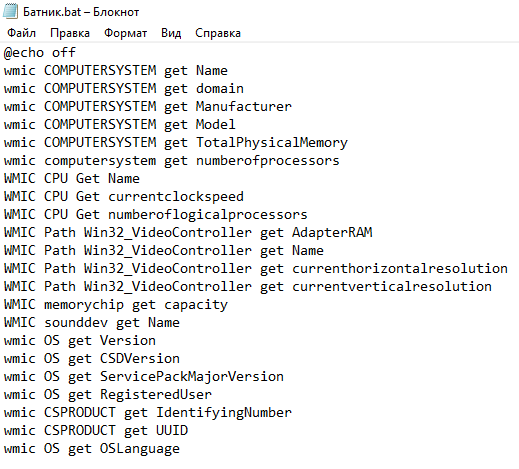 Батник.bat – Блокнот
Файл Правка Формат Вид Справка
@echo off
wmic COMPUTERSYSTEM get Name
wmic COMPUTERSYSTEM get domain
wmic COMPUTERSYSTEM get Manufacturer
wmic COMPUTERSYSTEM get Model
wmic COMPUTERSYSTEM get TotalPhysicalMemory
wmic computersystem get numberofprocessors
WMIC CPU Get Name
WMIC CPU Get currentclockspeed
WMIC CPU Get numberoflogicalprocessors
WMIC Path Win32_VideoController get AdapterRAM
WMIC Path Win32_VideoController get Name
WMIC Path Win32_VideoController get currenthorizontalresolution
WMIC Path Win32_VideoController get currentverticalresolution
WMIC memorychip get capacity
WMIC sounddev get Name
wmic OS get Version
wmic OS get CSDVersion
wmic OS get ServicePackMajorVersion
wmic OS get RegisteredUser
wmic CSPRODUCT get IdentifyingNumber
wmic CSPRODUCT get UUID
wmic OS get OSLanguage